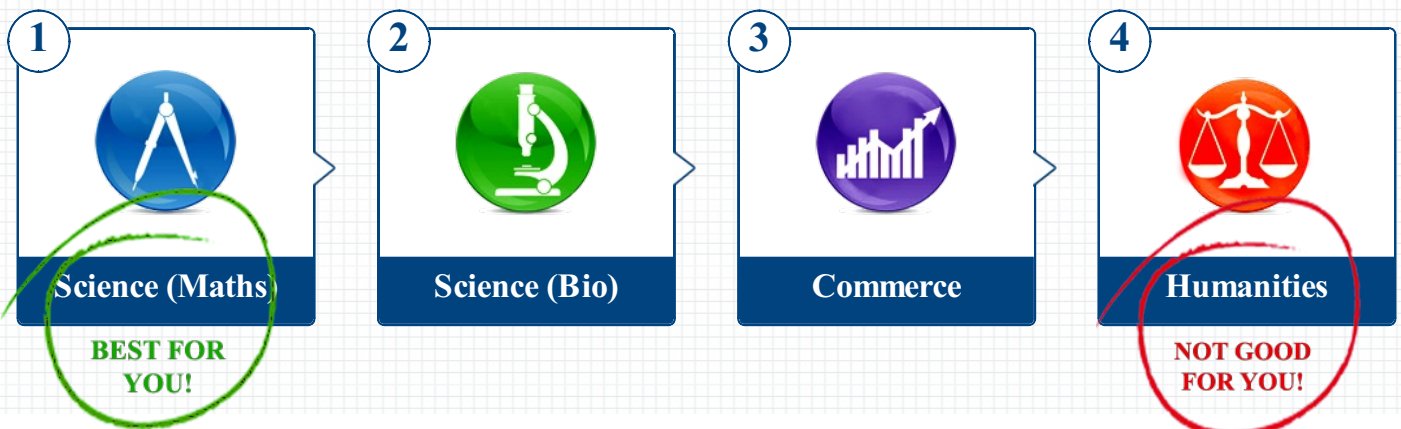 1
2
3
4
Science (Maths)
Science (Bio)
Commerce
Humanities
BEST FOR
YOU!
NOT GOOD
FOR YOU!